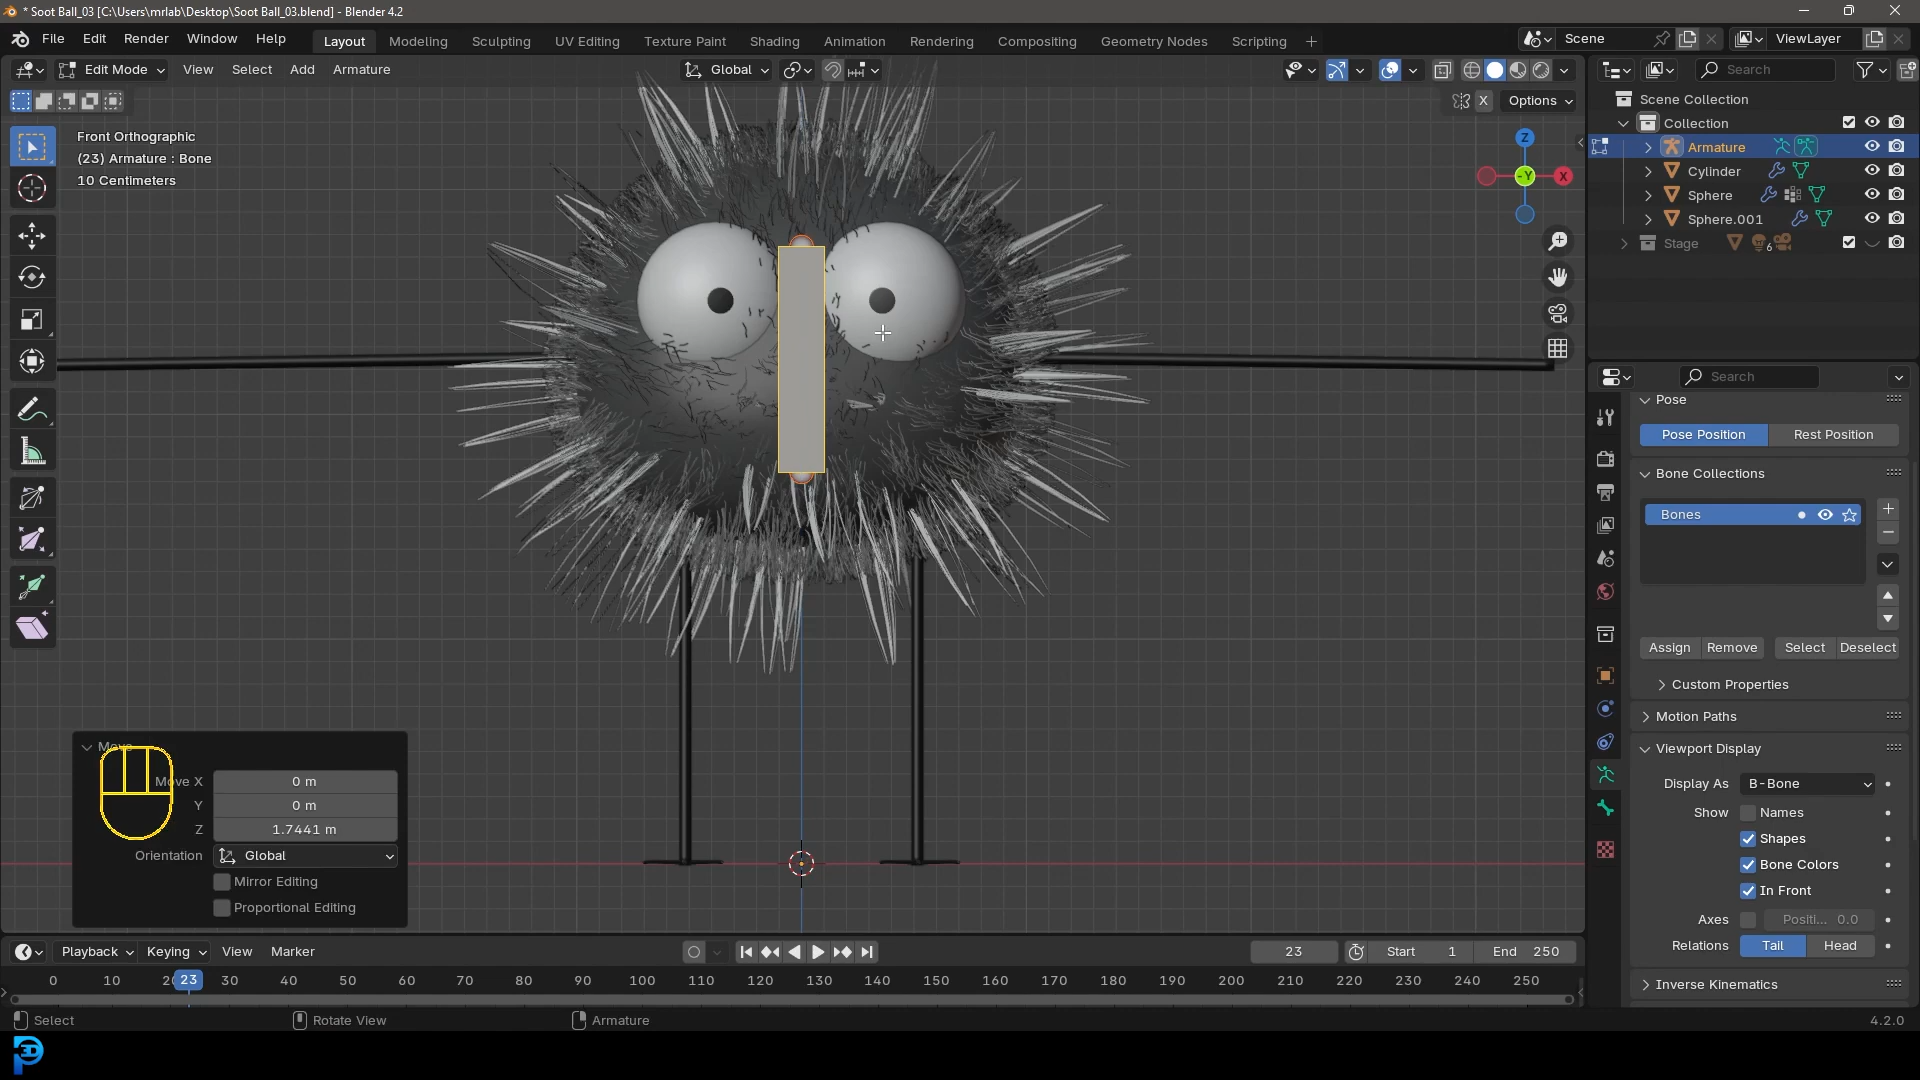 * Soot Ball_03 [C:\Users\mrlab\Desktop\Soot Ball_03.blend] - Blender 4.2
File Edit Render Window Help Layout Modeling Sculpting UV Editing Texture Paint Shading Animation Rendering Compositing Geometry Nodes Scripting + Scene ViewLayer
Edit Mode View Select Add Armature Global Search
X Options
Scene Collection
Collection
Armature
Cylinder
Sphere
Sphere.001
Stage 6
Front Orthographic
(23) Armature : Bone
10 Centimeters
Z
-Y X
Search
Pose
Pose Position Rest Position
Bone Collections
Bones
Assign Remove Select Deselect
Custom Properties
Motion Paths
Viewport Display
Display As B-Bone
Show Names
Shapes
Bone Colors
In Front
Axes Positi... 0.0
Relations Tail Head
Inverse Kinematics
Move
Move X 0 m
Y 0 m
Z 1.7441 m
Orientation Global
Mirror Editing
Proportional Editing
Playback Keying View Marker 23 Start 1 End 250
0 10 23 30 40 50 60 70 80 90 100 110 120 130 140 150 160 170 180 190 200 210 220 230 240 250
Select Rotate View Armature 4.2.0